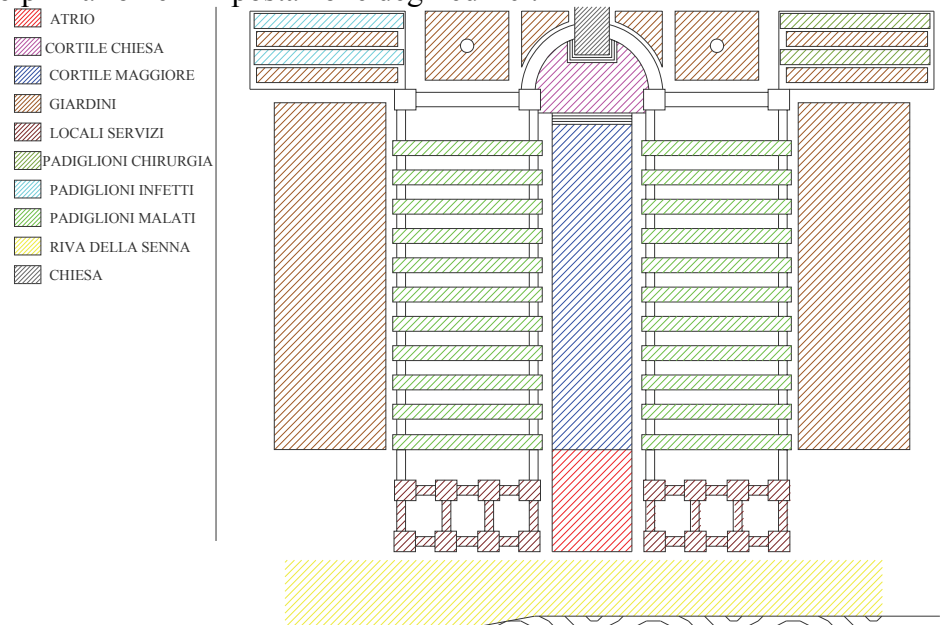 ATRIO
CORTILE CHIESA
CORTILE MAGGIORE
GIARDINI
LOCALI SERVIZI
PADIGLIONI CHIRURGIA
PADIGLIONI INFETTI
PADIGLIONI MALATI
RIVA DELLA SENNA
CHIESA